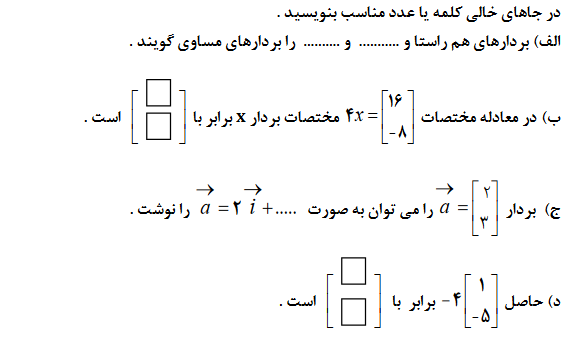 در جاهای خالی کلمه یا عدد مناسب بنویسید .
الف) بردارهای هم راستا و ........... و .......... را بردارهای مساوی گویند .
ب) در معادله مختصات ۴x = [۱۶ -۸] مختصات بردار x برابر با [□ □] است .
ج) بردار a⃗ = [۲ ۳] را می توان به صورت a⃗ = ۲ i⃗ + ..... را نوشت .
د) حاصل -۴ [۱ -۵] برابر با [□ □] است .